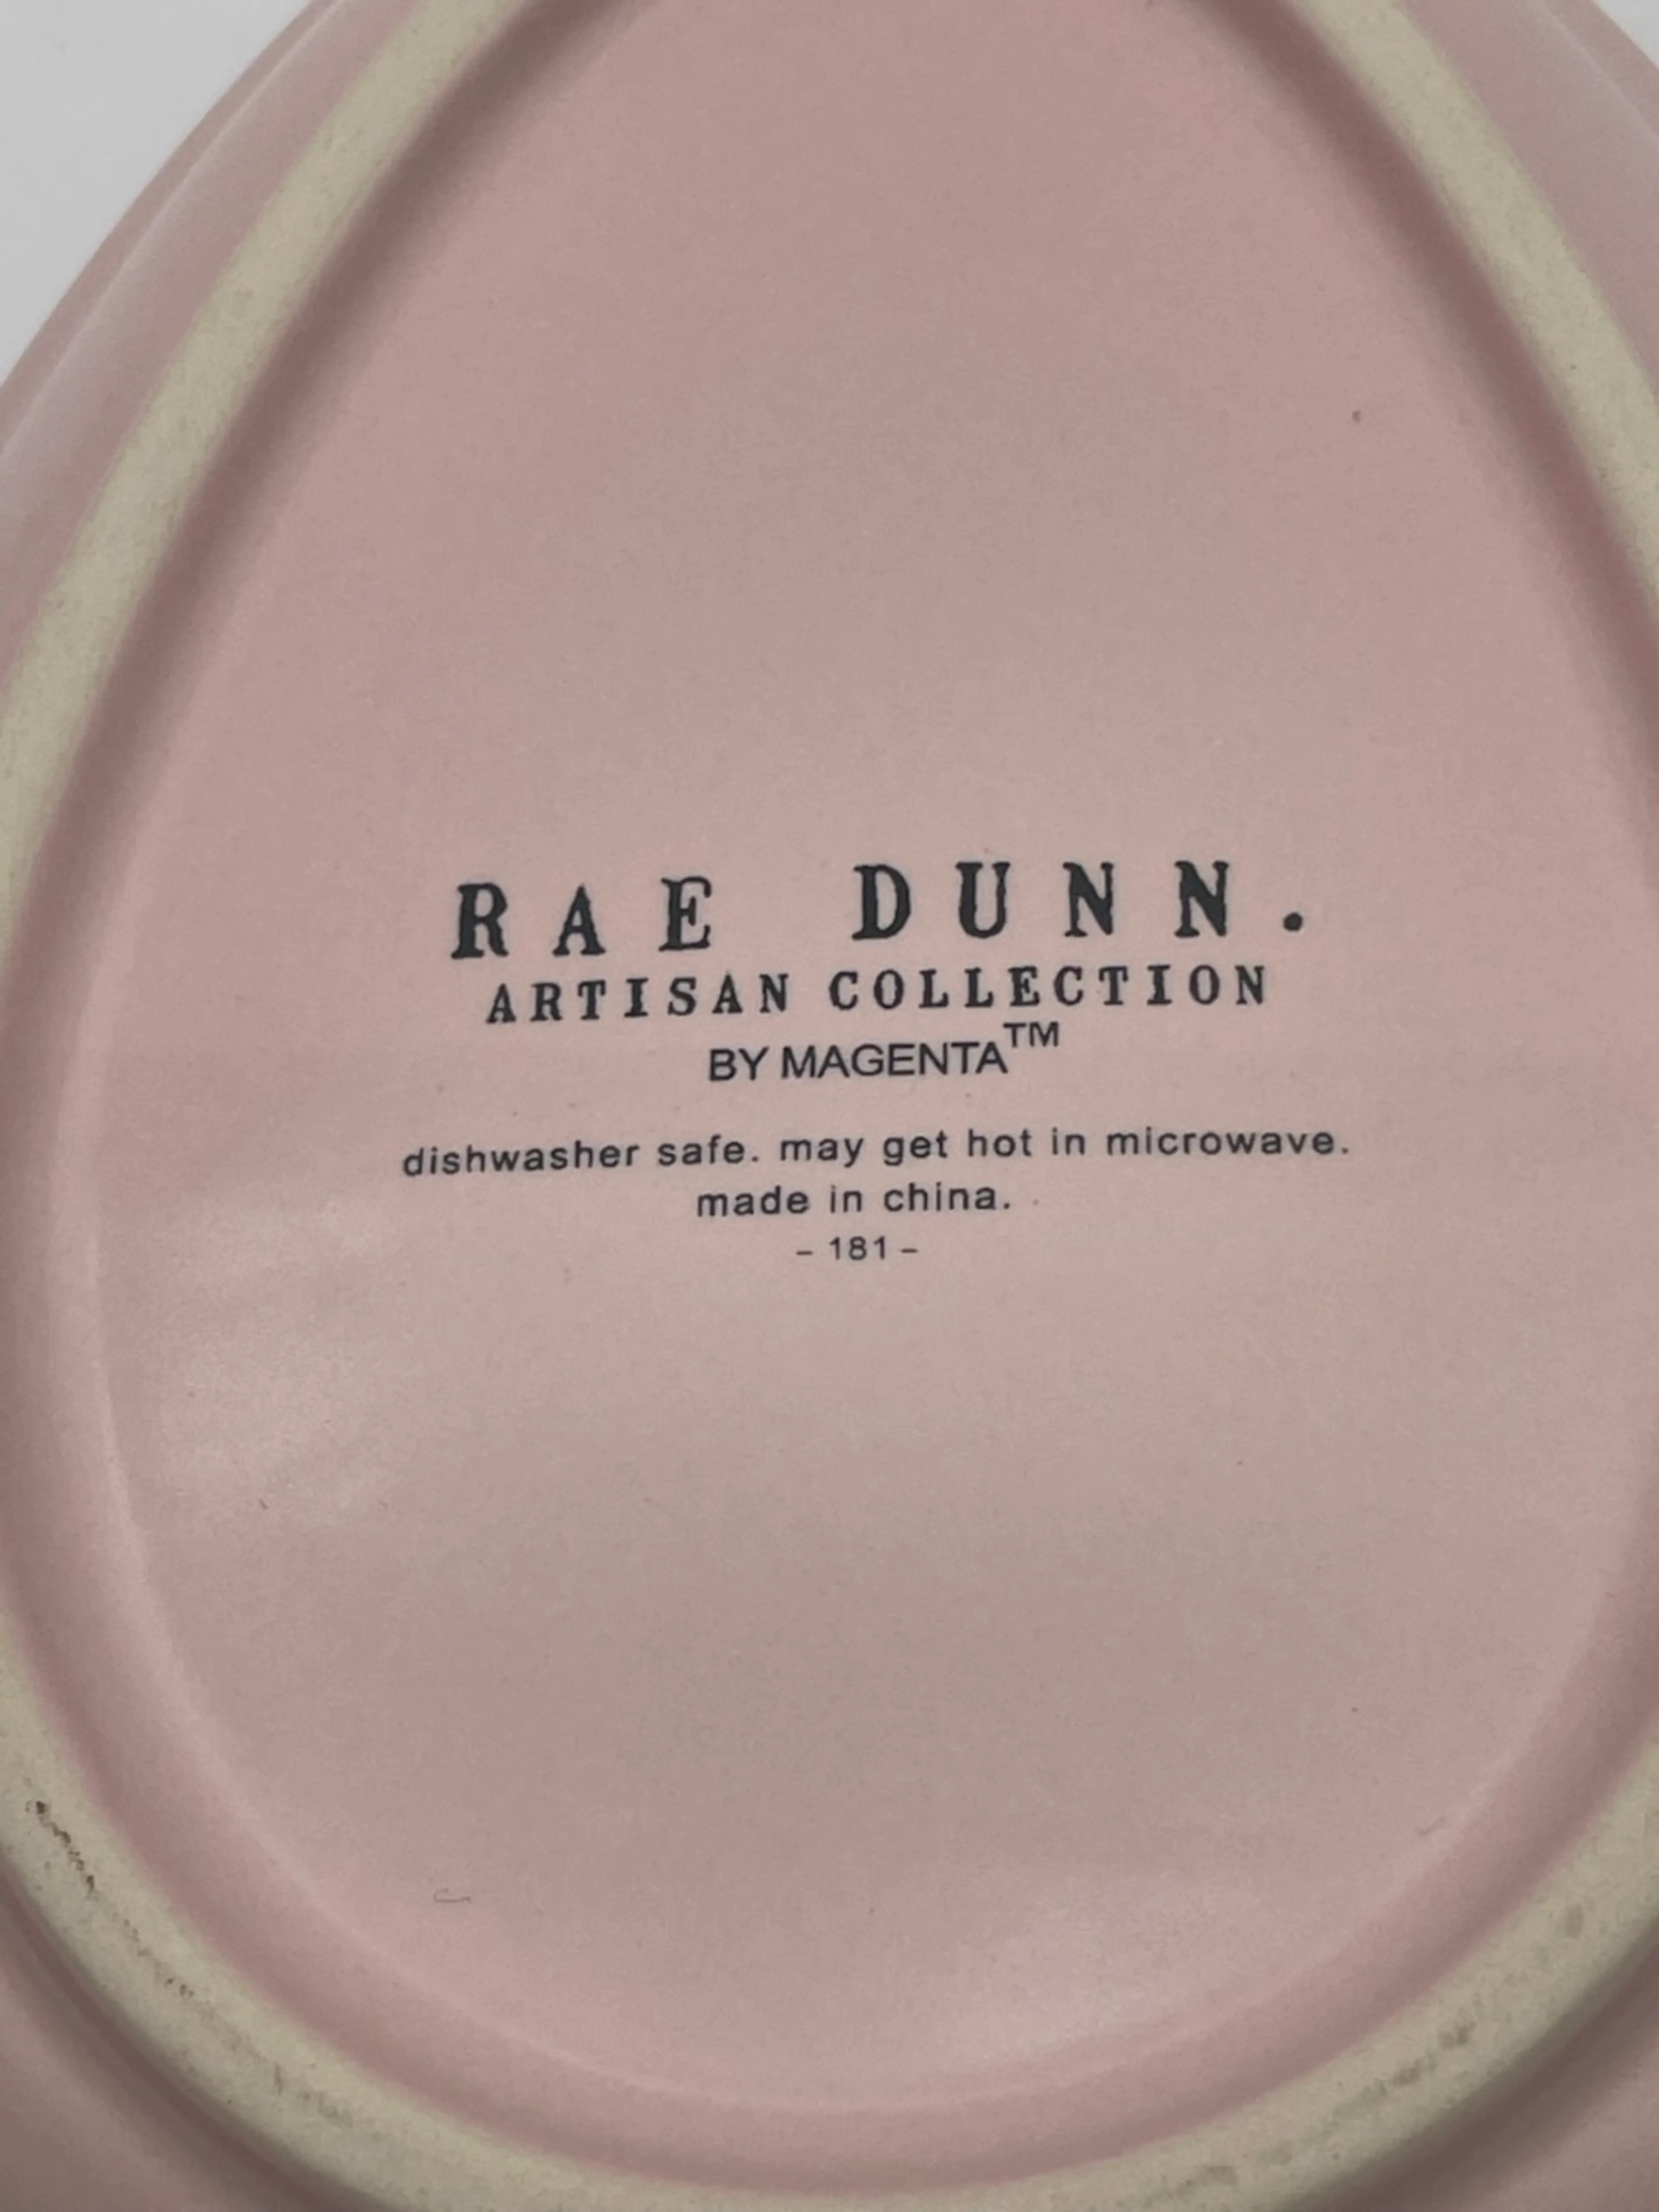 RAE DUNN.
ARTISAN COLLECTION
BY MAGENTA™
dishwasher safe. may get hot in microwave.
made in china.
– 181 –